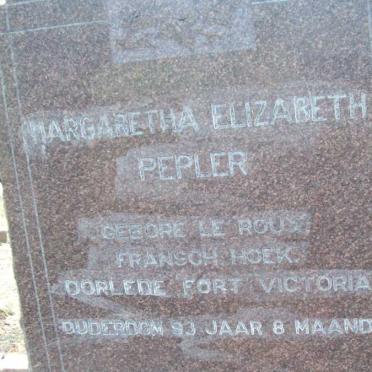 MARGARETHA ELIZABETH
PEPLER
GEBORE LE ROUX
FRANSCH HOEK.
OORLEDE FORT VICTORIA
OUDERDOM 93 JAAR 8 MAAND